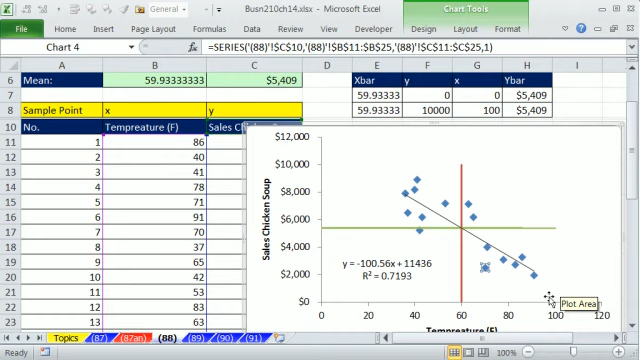 Busn210ch14.xlsx - Microsoft Excel
Chart Tools
General
File
Home
Insert
Page Layout
Formulas
Data
Review
View
Developer
Design
Layout
Format
Chart 4
fx
=SERIES('(88)'!$C$10,'(88)'!$B$11:$B$25,'(88)'!$C$11:$C$25,1)
A B C D E F G H I
6 Mean: 59.93333333 $5,409 Xbar y x Ybar
7 59.93333 0 0 $5,409
8 Sample Point x y 59.93333 10000 100 $5,409
10 No. Tempreature (F) Sales Ch
11 1 86
12 2 40
13 3 41
14 4 78
15 5 71
16 6 91
17 7 70
18 8 37
19 9 65
20 10 42
21 11 53
22 12 83
23 13 63
$12,000
$10,000
$8,000
$6,000
$4,000
$2,000
$0
Sales Chicken Soup
y = -100.56x + 11436
R² = 0.7193
0 20 40 60 80 100 120
Tempreature (F)
Plot Area
Topics (87) (87an) (88) (89) (90) (91)
100%